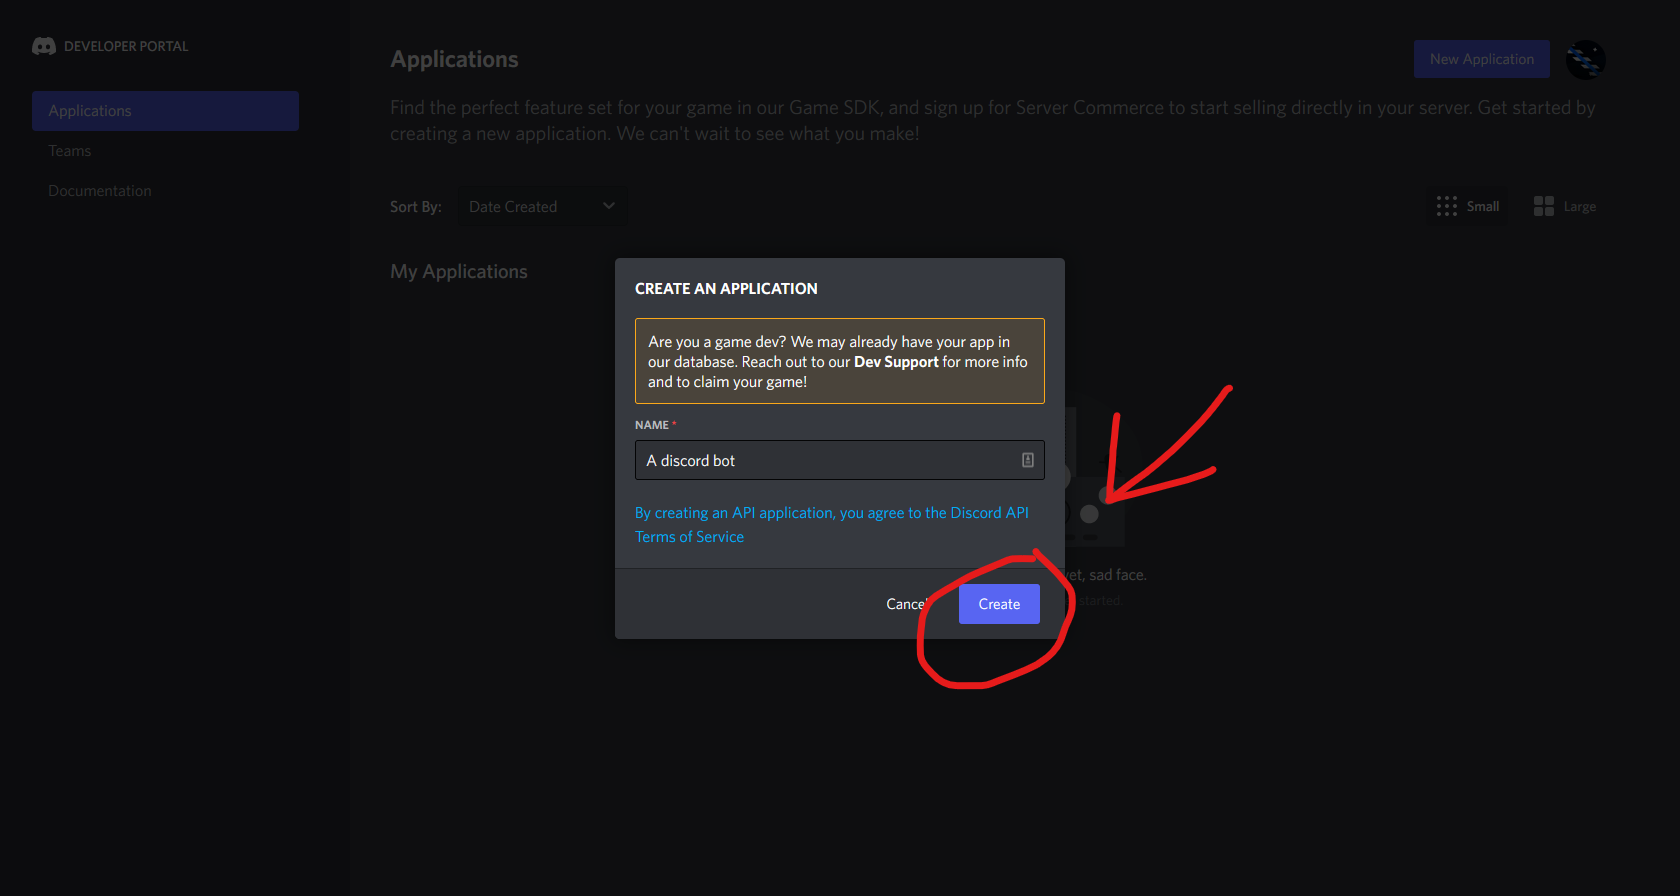 DEVELOPER PORTAL
Applications
Teams
Documentation
Applications
New Application
Find the perfect feature set for your game in our Game SDK, and sign up for Server Commerce to start selling directly in your server. Get started by
creating a new application. We can't wait to see what you make!
Sort By:
Date Created
Small
Large
My Applications
CREATE AN APPLICATION
Are you a game dev? We may already have your app in
our database. Reach out to our Dev Support for more info
and to claim your game!
NAME *
A discord bot
By creating an API application, you agree to the Discord API
Terms of Service
Cancel
Create
yet, sad face.
started.